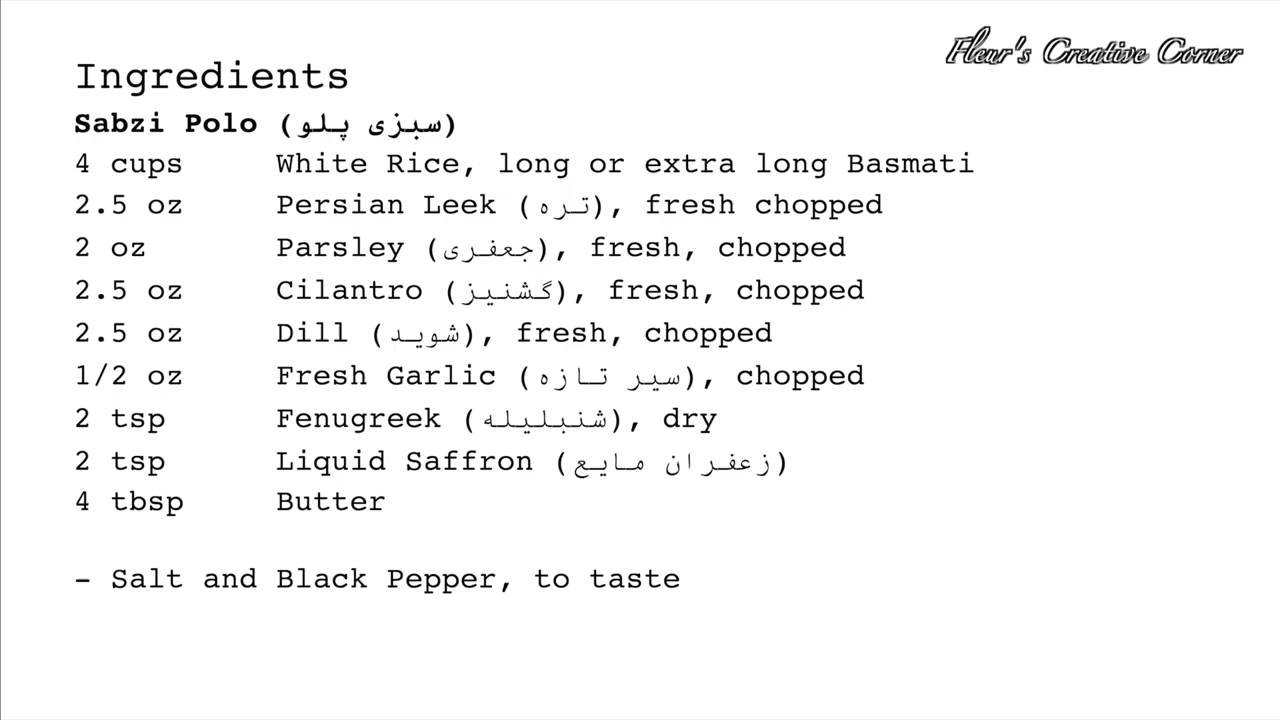 Fleur's Creative Corner
Ingredients
Sabzi Polo (سبزی پلو)
4 cups White Rice, long or extra long Basmati
2.5 oz Persian Leek (تره), fresh chopped
2 oz Parsley (جعفری), fresh, chopped
2.5 oz Cilantro (گشنیز), fresh, chopped
2.5 oz Dill (شوید), fresh, chopped
1/2 oz Fresh Garlic (سیر تازه), chopped
2 tsp Fenugreek (شنبلیله), dry
2 tsp Liquid Saffron (زعفران مایع)
4 tbsp Butter
- Salt and Black Pepper, to taste